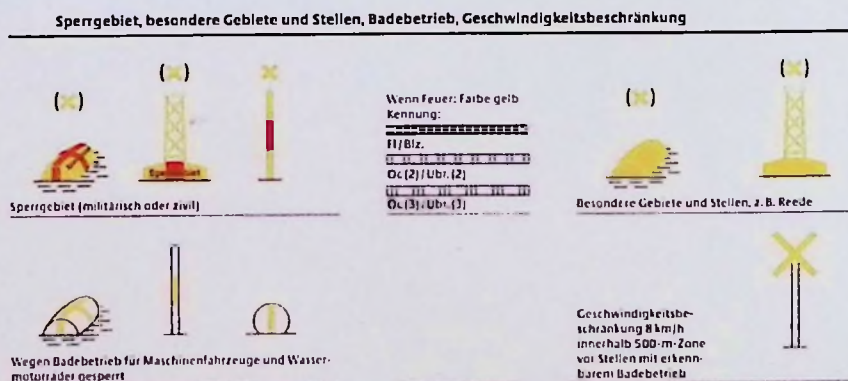 Sperrgebiet, besondere Gebiete und Stellen, Badebetrieb, Geschwindigkeitsbeschränkung
Wenn Feuer: Farbe gelb
Kennung:
Fl/Blz.
Oc(2)/Ubr.(2)
Oc(3)/Ubr.(3)
Sperrgebiet (militärisch oder zivil)
Besondere Gebiete und Stellen, z. B. Reede
Wegen Badebetrieb für Maschinenfahrzeuge und Wasser-
motorräder gesperrt
Geschwindigkeitsbe-
schränkung 8 km/h
innerhalb 500-m-Zone
vor Stellen mit erkenn-
barem Badebetrieb